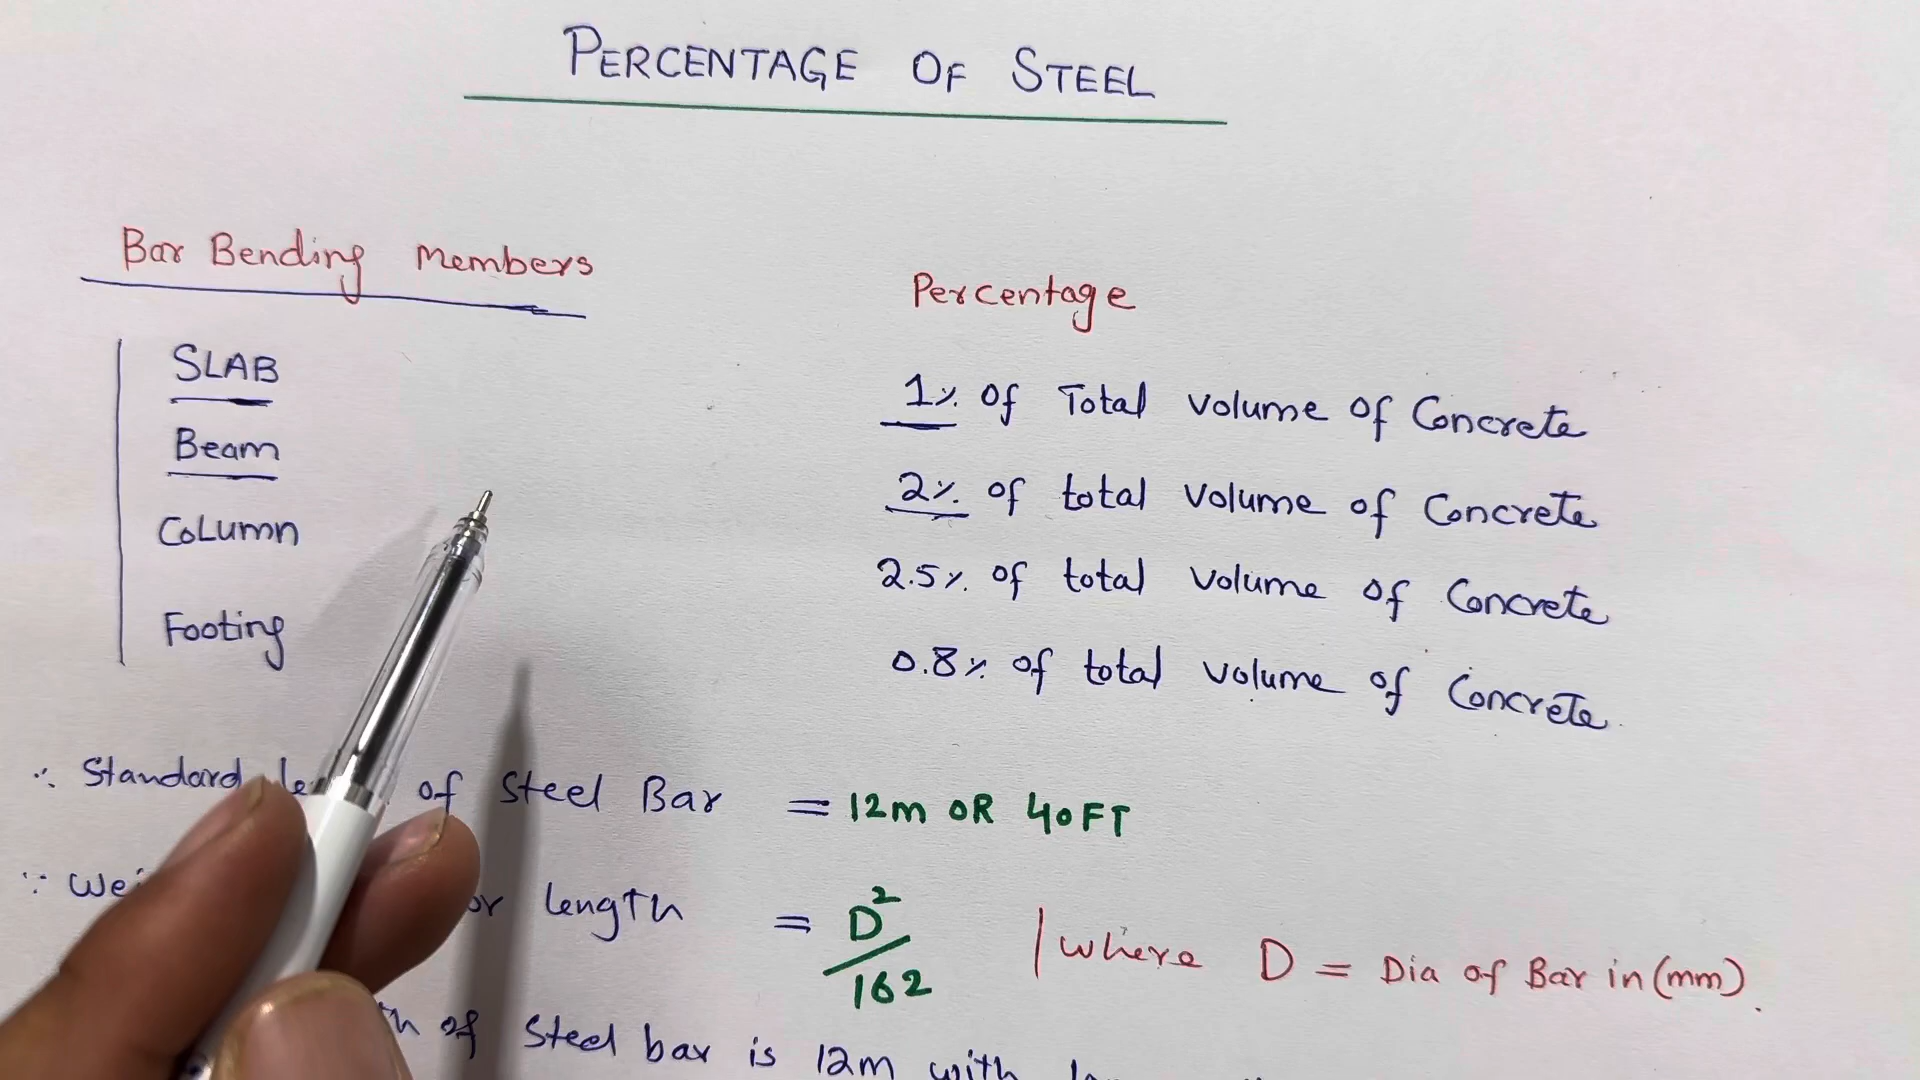 PERCENTAGE OF STEEL
Bar Bending Members
Percentage
SLAB
1% of Total volume of Concrete
Beam
2% of total volume of Concrete
Column
2.5% of total volume of Concrete
Footing
0.8% of total volume of Concrete.
∴ Standard of Steel Bar = 12m OR 40FT
∵ length = D²/162 | where D = Dia of Bar in (mm).
of Steel bar is 12m with